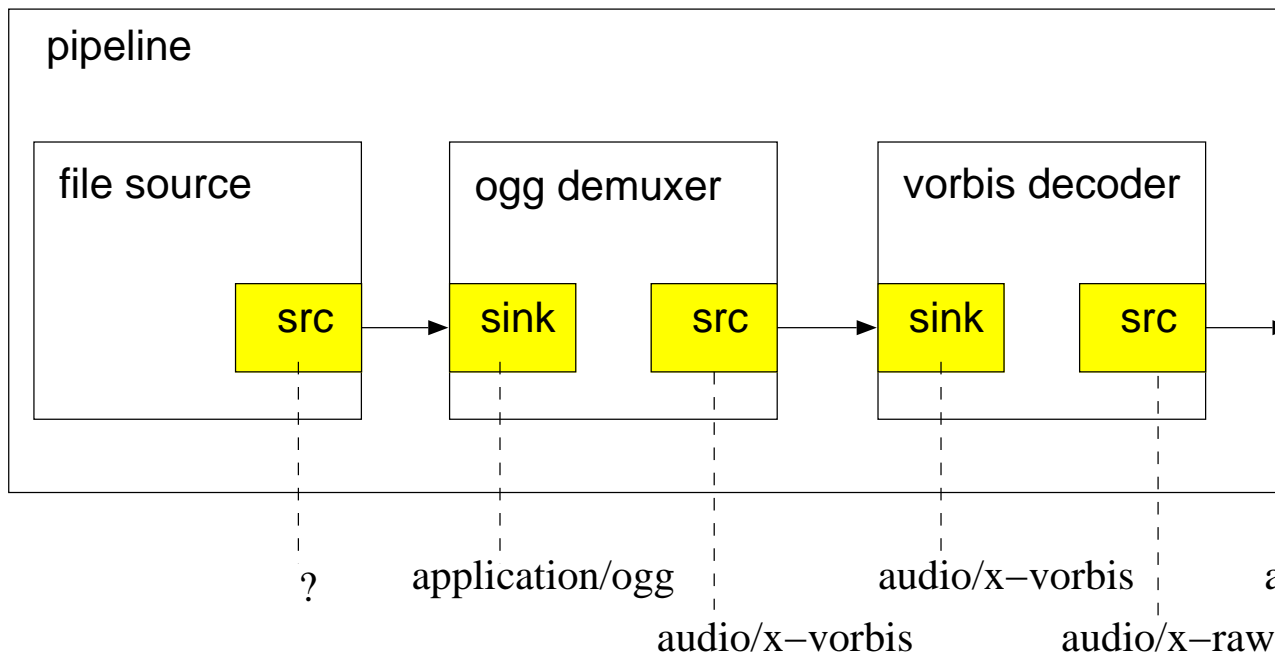 pipeline
file source
ogg demuxer
vorbis decoder
src
sink
src
sink
src
?
application/ogg
audio/x−vorbis
audio/x−vorbis
audio/x−raw